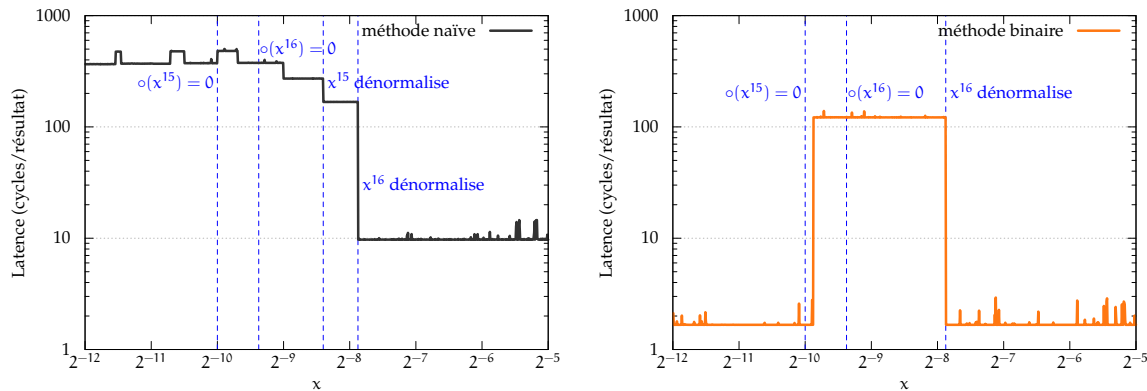 1000
méthode naïve
∘(x¹⁶) = 0
∘(x¹⁵) = 0
x¹⁵ dénormalise
x¹⁶ dénormalise
100
10
1
Latence (cycles/résultat)
2⁻¹² 2⁻¹¹ 2⁻¹⁰ 2⁻⁹ 2⁻⁸ 2⁻⁷ 2⁻⁶ 2⁻⁵
x
1000
méthode binaire
∘(x¹⁵) = 0 ∘(x¹⁶) = 0 x¹⁶ dénormalise
100
10
1
Latence (cycles/résultat)
2⁻¹² 2⁻¹¹ 2⁻¹⁰ 2⁻⁹ 2⁻⁸ 2⁻⁷ 2⁻⁶ 2⁻⁵
x